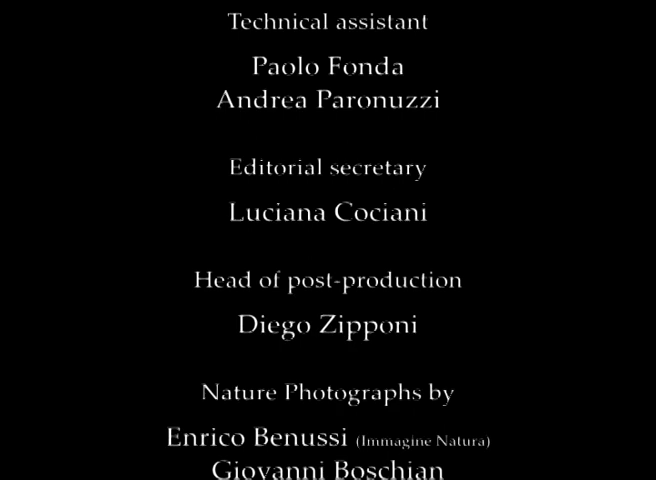 Technical assistant
Paolo Fonda
Andrea Paronuzzi
Editorial secretary
Luciana Cociani
Head of post-production
Diego Zipponi
Nature Photographs by
Enrico Benussi (Immagine Natura)
Giovanni Boschian